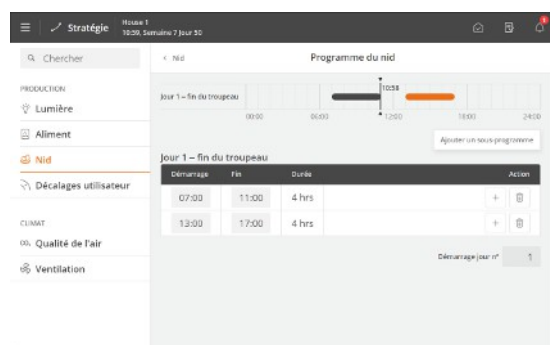 Stratégie
House 1
10:59, Semaine 7 Jour 50
Chercher
< Nid
Programme du nid
PRODUCTION
Lumière
Aliment
Nid
Décalages utilisateur
CLIMAT
Qualité de l'air
Ventilation
Jour 1 – fin du troupeau
10:58
00:00 06:00 12:00 18:00 24:00
Ajouter un sous-programme
Jour 1 – fin du troupeau
Démarrage Fin Durée Action
07:00 11:00 4 hrs +
13:00 17:00 4 hrs +
Démarrage jour n° 1